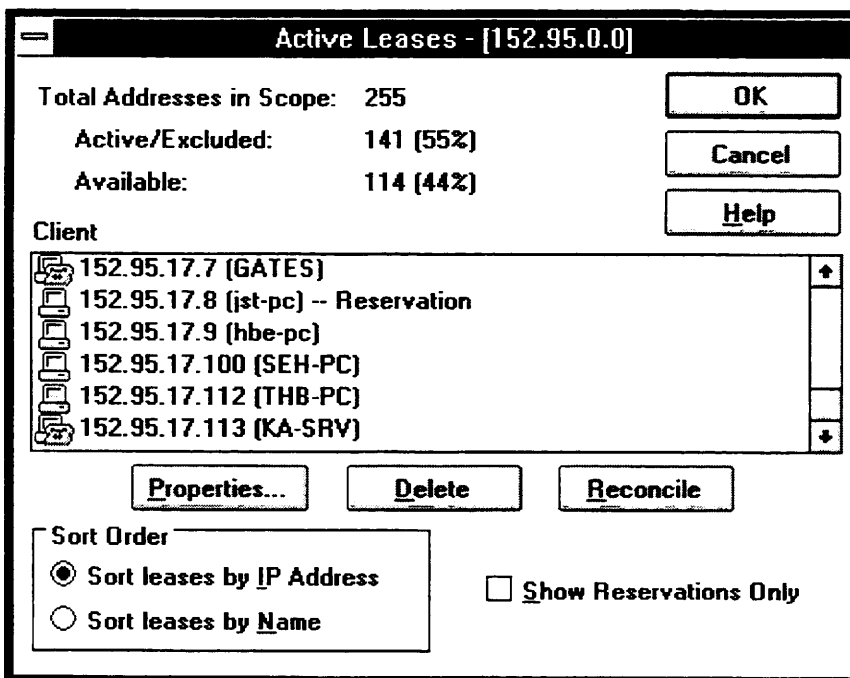 Active Leases - [152.95.0.0]
Total Addresses in Scope: 255
Active/Excluded: 141 (55%)
Available: 114 (44%)
OK
Cancel
Help
Client
152.95.17.7 (GATES)
152.95.17.8 (jst-pc) -- Reservation
152.95.17.9 (hbe-pc)
152.95.17.100 (SEH-PC)
152.95.17.112 (THB-PC)
152.95.17.113 (KA-SRV)
Properties... Delete Reconcile
Sort Order
Sort leases by IP Address
Sort leases by Name
Show Reservations Only